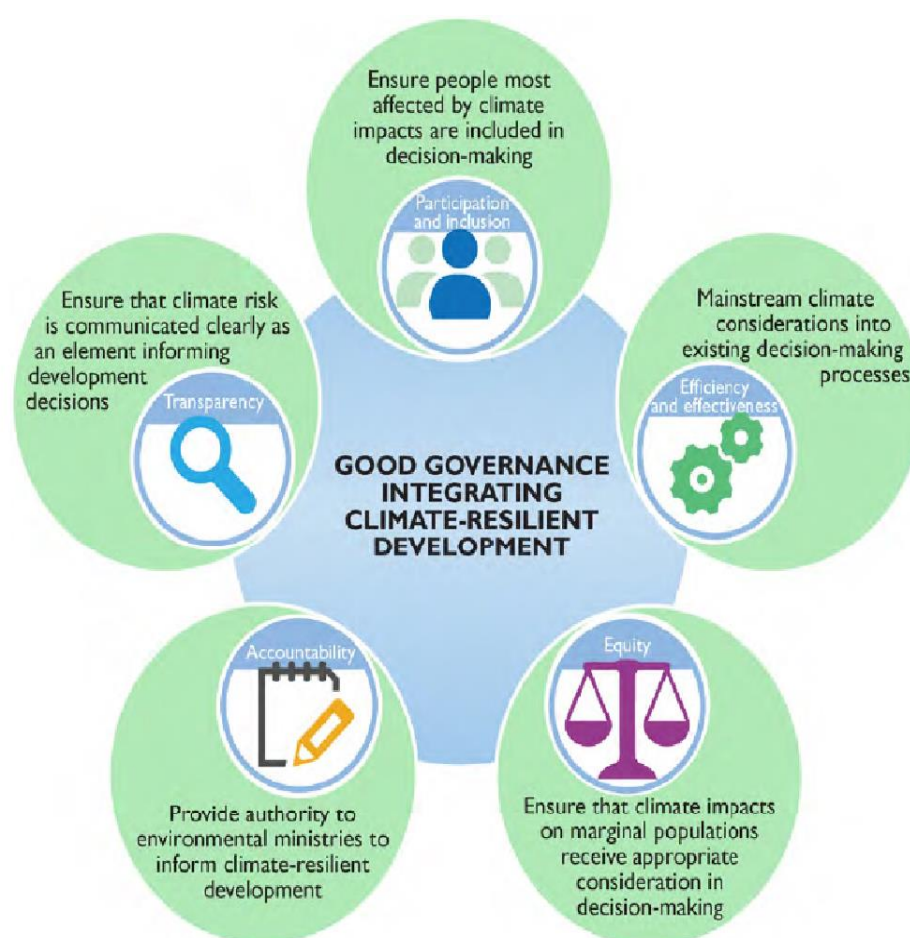 Ensure people most
affected by climate
impacts are included in
decision-making
Participation
and inclusion
Ensure that climate risk
is communicated clearly as
an element informing
development
decisions
Transparency
Mainstream climate
considerations into
existing decision-making
processes
Efficiency
and effectiveness
GOOD GOVERNANCE
INTEGRATING
CLIMATE-RESILIENT
DEVELOPMENT
Accountability
Provide authority to
environmental ministries to
inform climate-resilient
development
Equity
Ensure that climate impacts
on marginal populations
receive appropriate
consideration in
decision-making